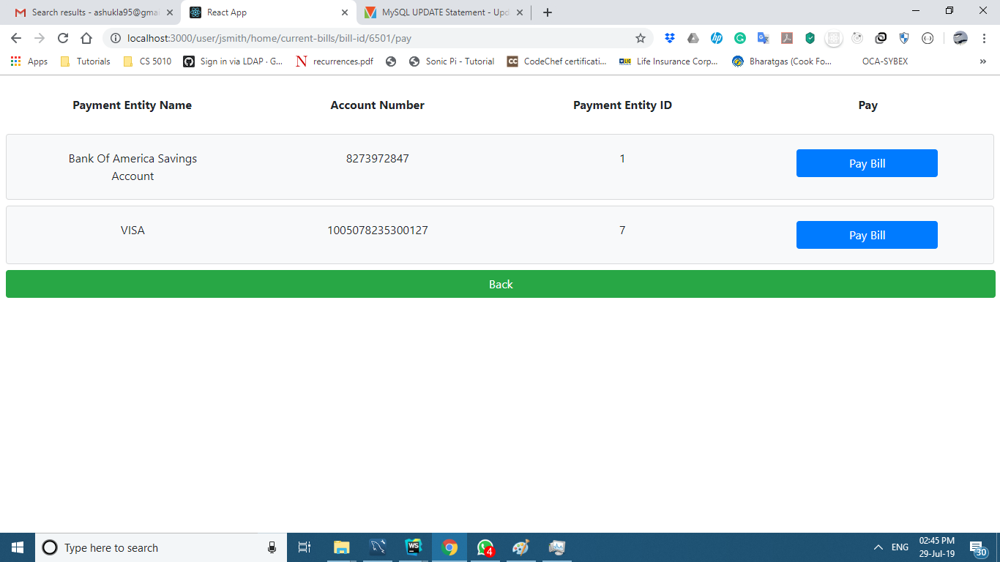 Search results - ashukla95@gmai
React App
MySQL UPDATE Statement - Upd
localhost:3000/user/jsmith/home/current-bills/bill-id/6501/pay
Apps
Tutorials
CS 5010
Sign in via LDAP · G...
recurrences.pdf
Sonic Pi - Tutorial
CodeChef certificati...
Life Insurance Corp...
Bharatgas (Cook Fo...
OCA-SYBEX
»
Payment Entity Name Account Number Payment Entity ID Pay
Bank Of America Savings
Account
8273972847
1
Pay Bill
VISA
1005078235300127
7
Pay Bill
Back
Type here to search
WS
4
ENG
02:45 PM
29-Jul-19
30